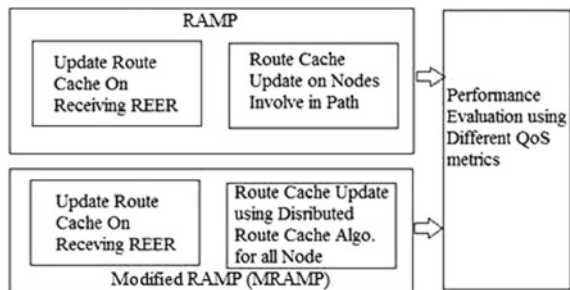 RAMP
Update Route
Cache On
Receiving REER
Route Cache
Update on Nodes
Involve in Path
Performance
Evaluation using
Different QoS
metrics
Update Route
Cache On
Receving REER
Route Cache Update
using Disributed
Route Cache Algo.
for all Node
Modified RAMP (MRAMP)